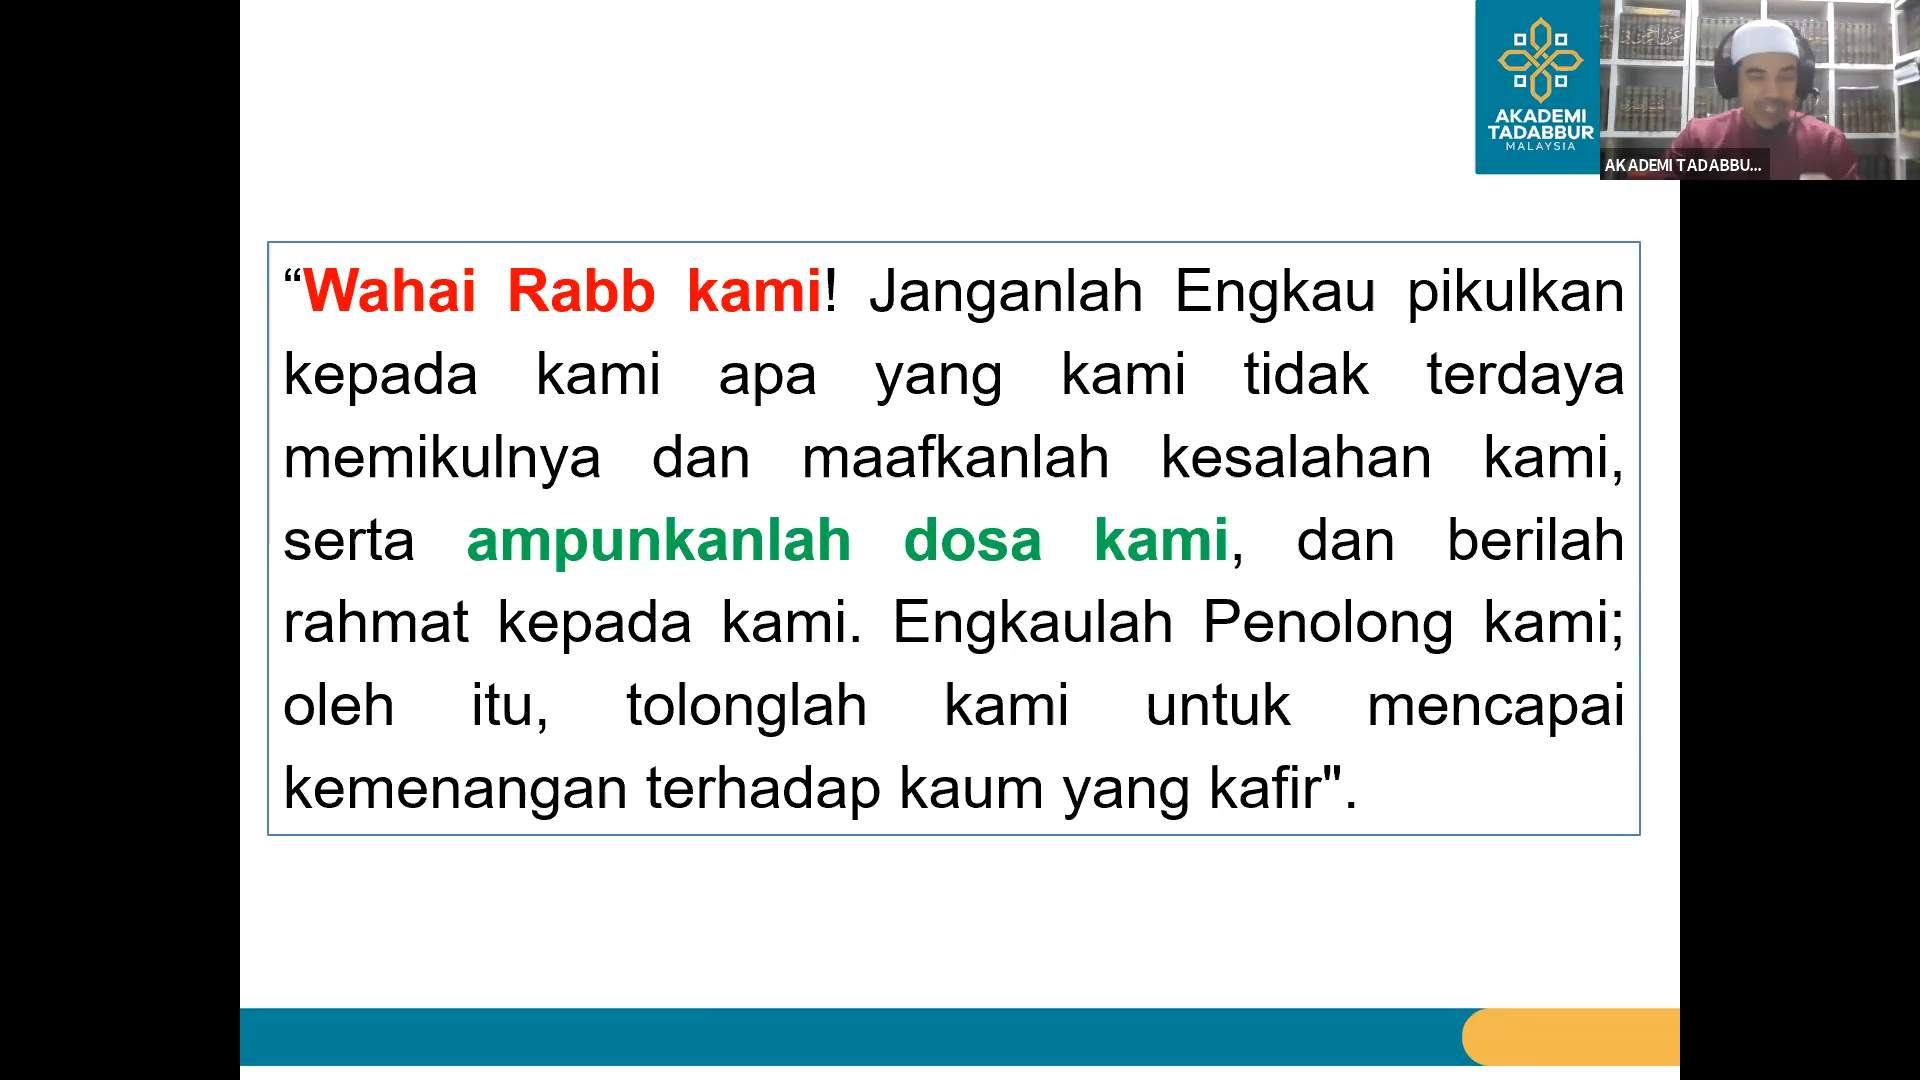 AKADEMI
TADABBUR
MALAYSIA
AKADEMI TADABBU...
“Wahai Rabb kami! Janganlah Engkau pikulkan
kepada kami apa yang kami tidak terdaya
memikulnya dan maafkanlah kesalahan kami,
serta ampunkanlah dosa kami, dan berilah
rahmat kepada kami. Engkaulah Penolong kami;
oleh itu, tolonglah kami untuk mencapai
kemenangan terhadap kaum yang kafir".